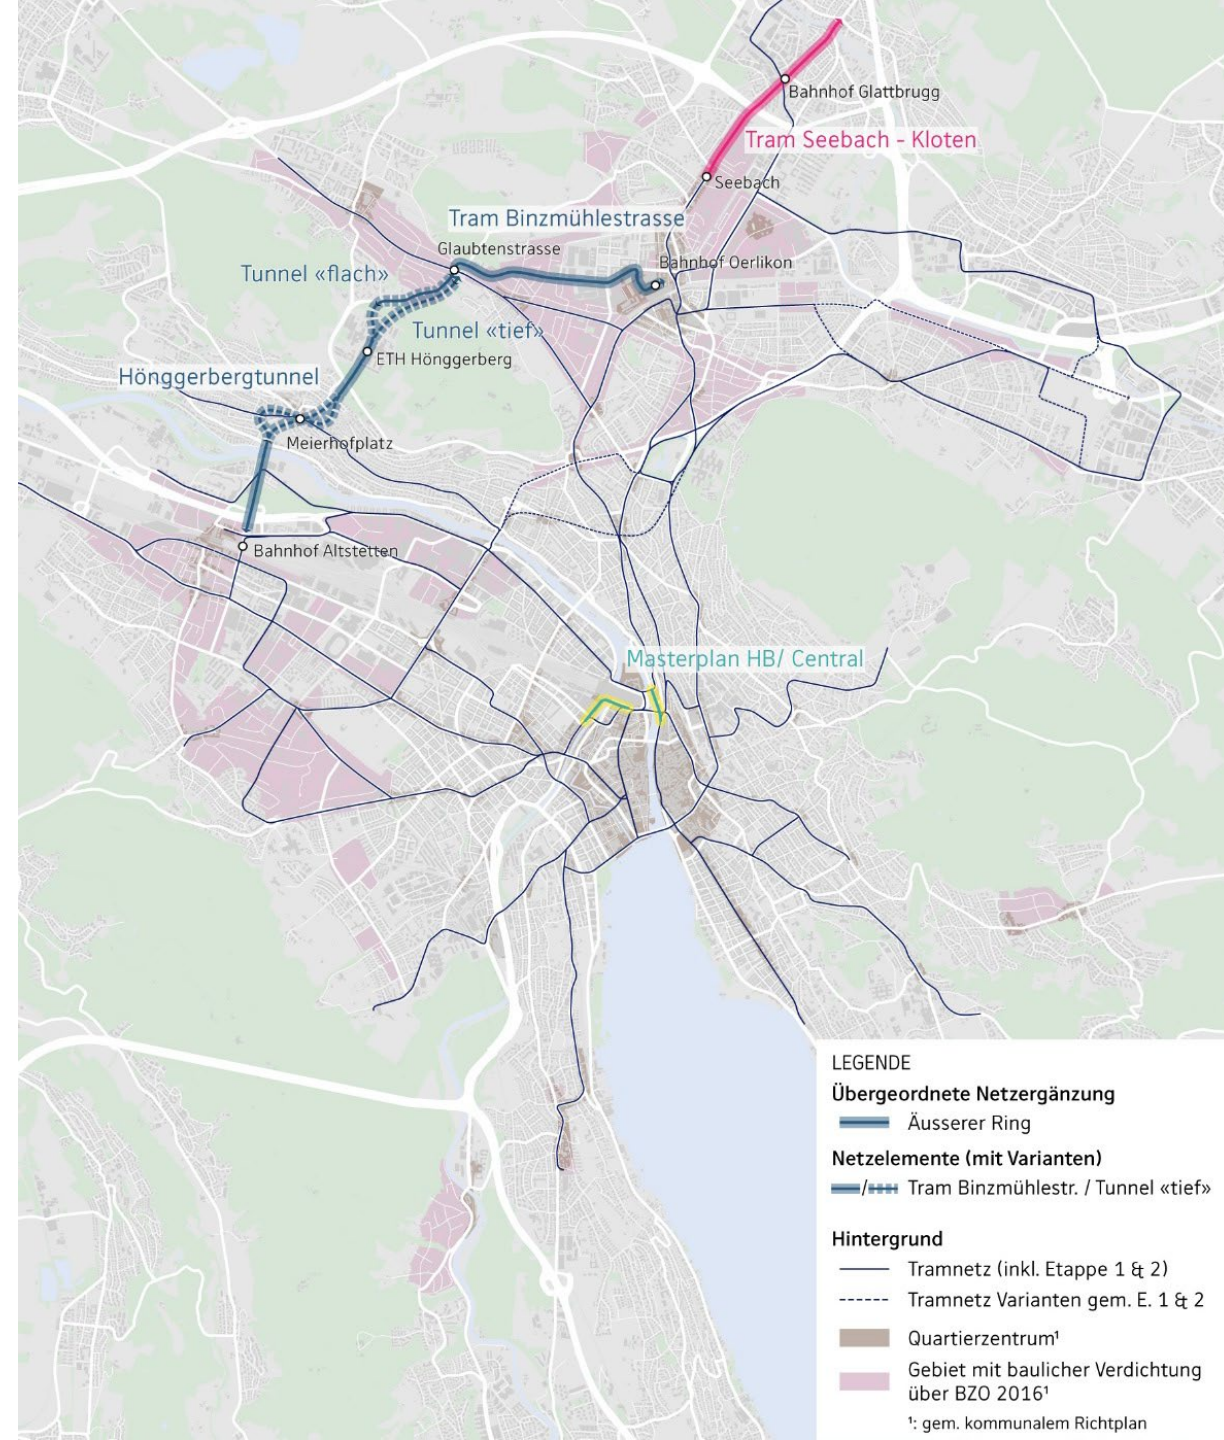 Bahnhof Glattbrugg
Tram Seebach - Kloten
Seebach
Tram Binzmühlestrasse
Glaubtenstrasse
Bahnhof Oerlikon
Tunnel «flach»
Tunnel «tief»
ETH Hönggerberg
Hönggerbergtunnel
Meierhofplatz
Bahnhof Altstetten
Masterplan HB/ Central
LEGENDE
Übergeordnete Netzergänzung
Äusserer Ring
Netzelemente (mit Varianten)
/ Tram Binzmühlestr. / Tunnel «tief»
Hintergrund
Tramnetz (inkl. Etappe 1 & 2)
Tramnetz Varianten gem. E. 1 & 2
Quartierzentrum¹
Gebiet mit baulicher Verdichtung
über BZO 2016¹
¹: gem. kommunalem Richtplan